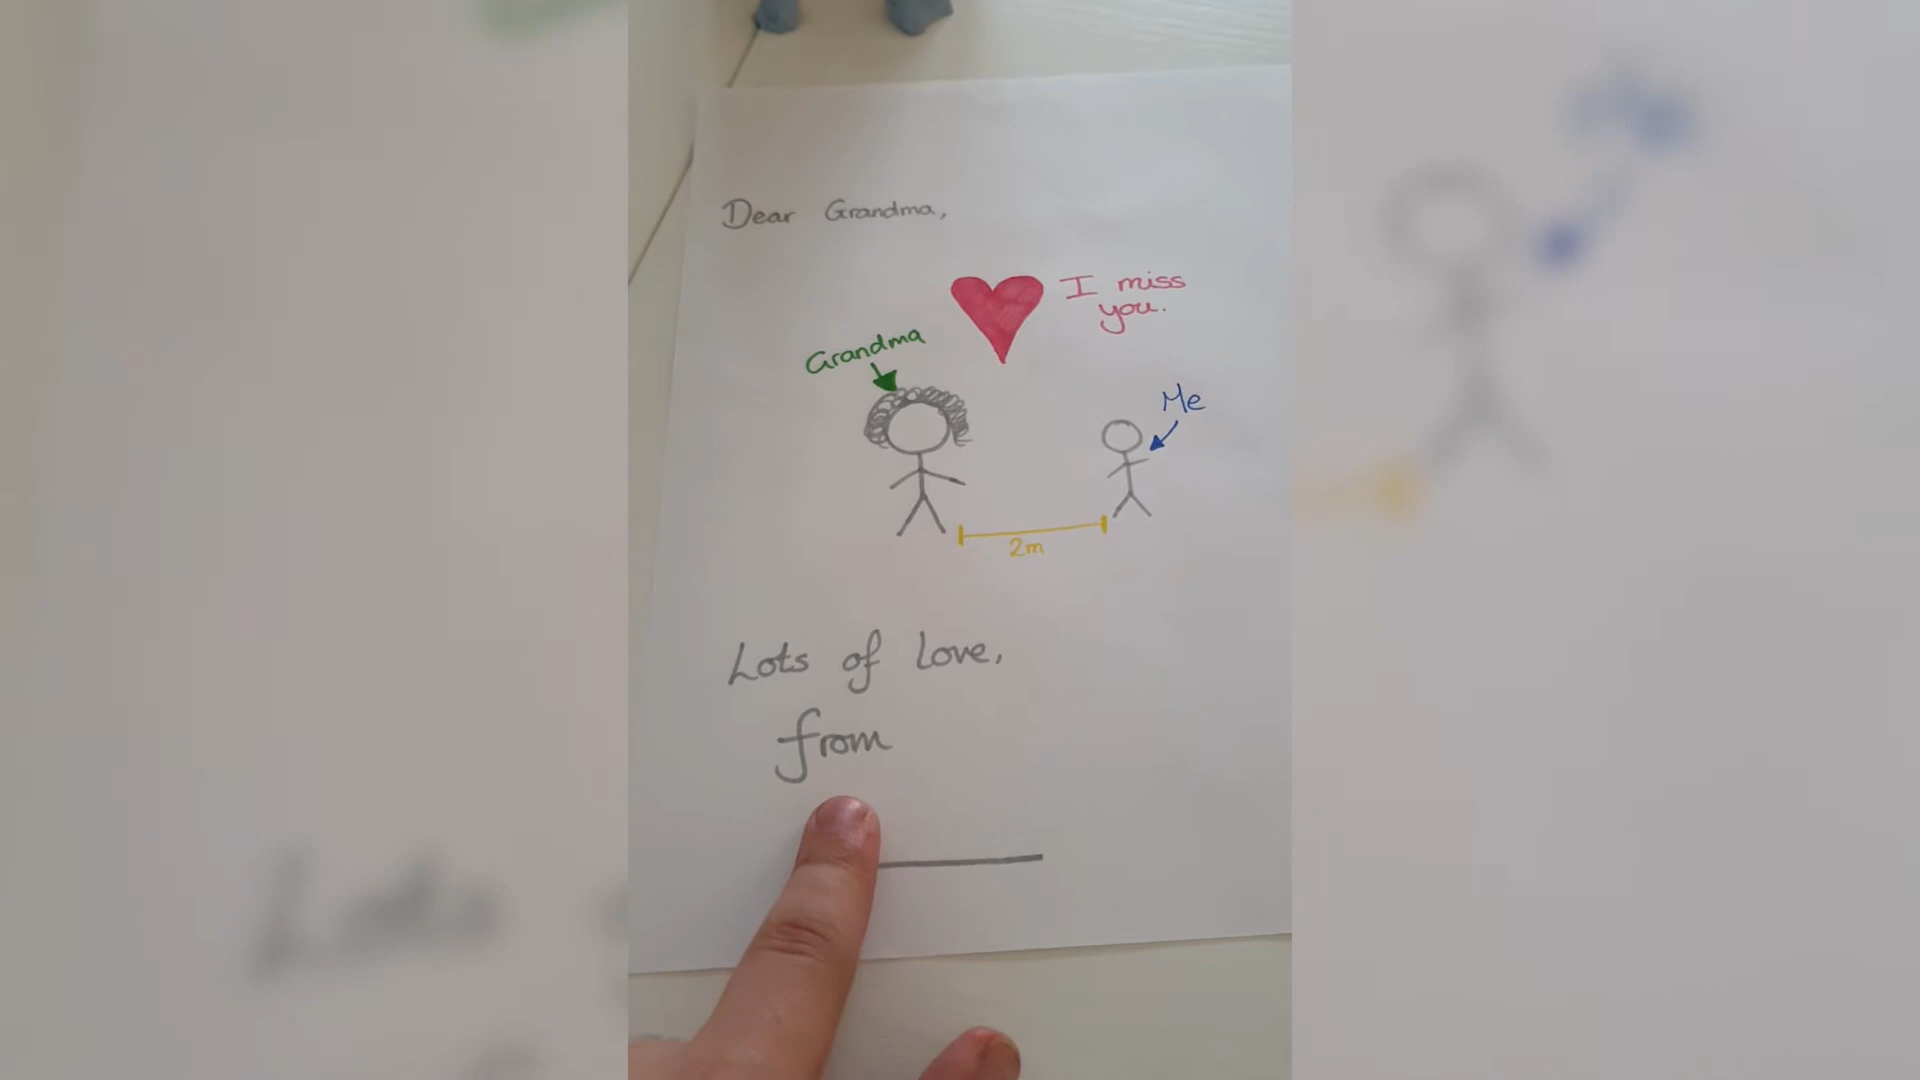 Dear Grandma,
I miss
you.
Grandma
Me
2m
Lots of love,
from